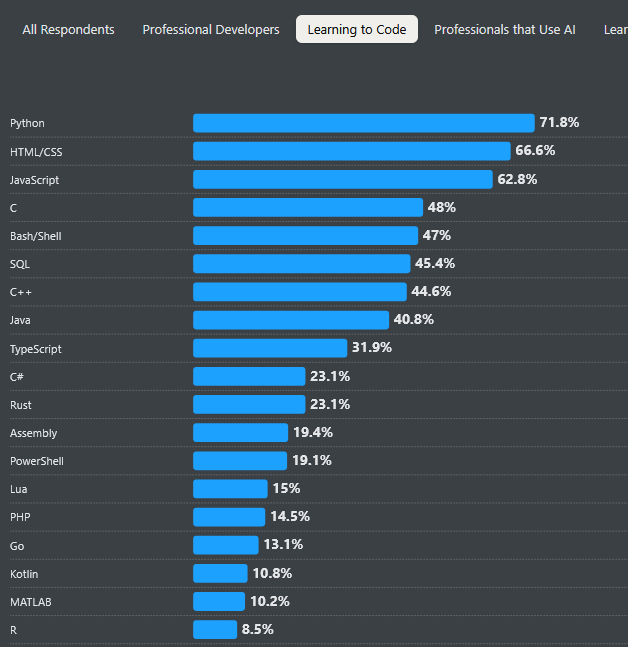 All Respondents Professional Developers Learning to Code Professionals that Use AI Lear
Python 71.8%
HTML/CSS 66.6%
JavaScript 62.8%
C 48%
Bash/Shell 47%
SQL 45.4%
C++ 44.6%
Java 40.8%
TypeScript 31.9%
C# 23.1%
Rust 23.1%
Assembly 19.4%
PowerShell 19.1%
Lua 15%
PHP 14.5%
Go 13.1%
Kotlin 10.8%
MATLAB 10.2%
R 8.5%